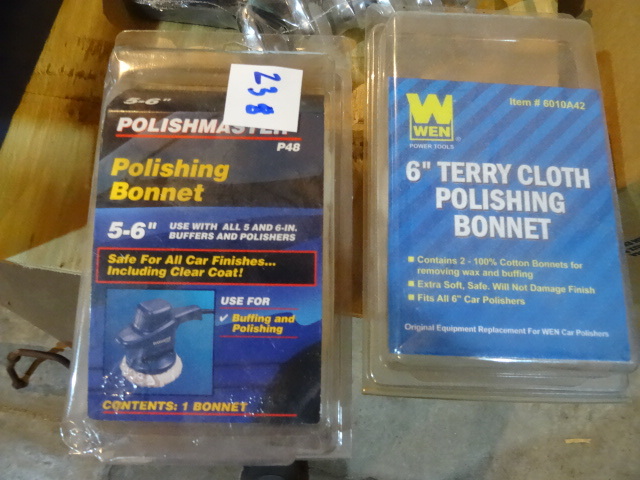 238
5-6"
POLISHMASTER
P48
Polishing
Bonnet
5-6" USE WITH ALL 5 AND 6-IN.
BUFFERS AND POLISHERS
Safe For All Car Finishes...
Including Clear Coat!
USE FOR
✓ Buffing and
Polishing
CONTENTS: 1 BONNET
W
WEN
POWER TOOLS
Item # 6010A42
6" TERRY CLOTH
POLISHING
BONNET
Contains 2 - 100% Cotton Bonnets for
removing wax and buffing
Extra Soft, Safe. Will Not Damage Finish
Fits All 6" Car Polishers
Original Equipment Replacement For WEN Car Polishers